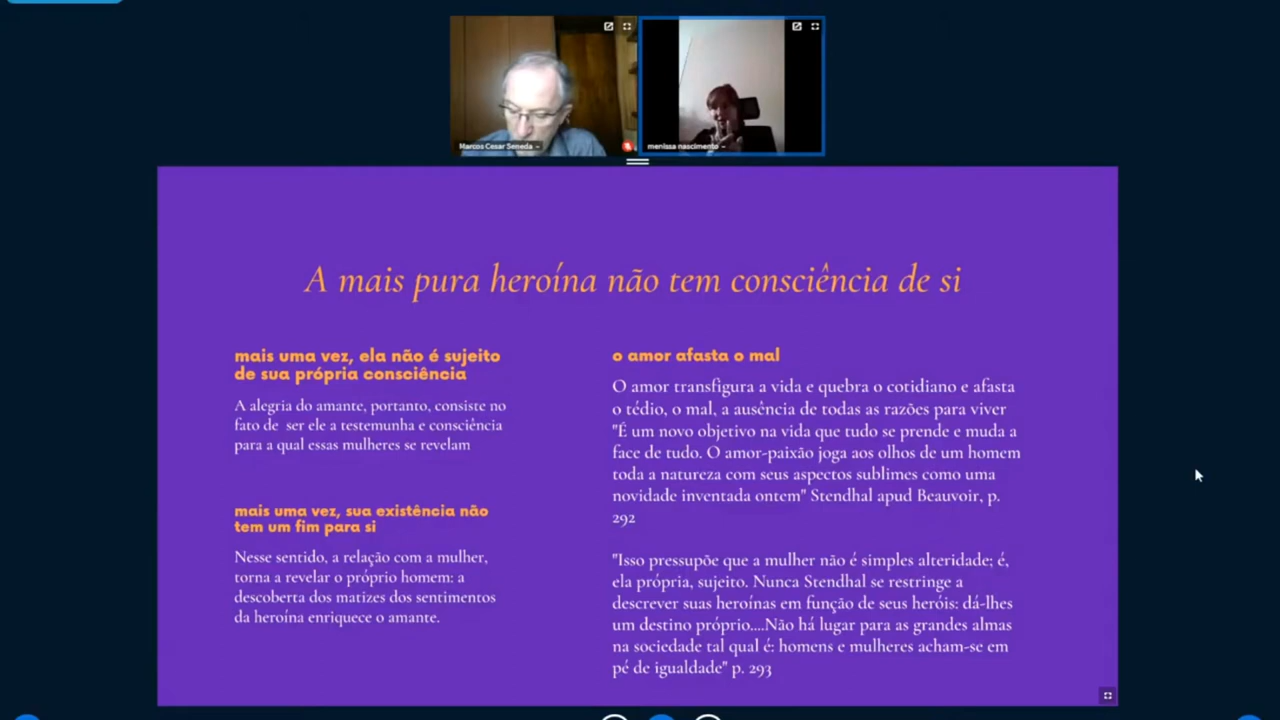 Marcos Cesar Seneda
menissa nascimento
A mais pura heroína não tem consciência de si
mais uma vez, ela não é sujeito
de sua própria consciência
A alegria do amante, portanto, consiste no
fato de ser ele a testemunha e consciência
para a qual essas mulheres se revelam
mais uma vez, sua existência não
tem um fim para si
Nesse sentido, a relação com a mulher,
torna a revelar o próprio homem: a
descoberta dos matizes dos sentimentos
da heroína enriquece o amante.
o amor afasta o mal
O amor transfigura a vida e quebra o cotidiano e afasta
o tédio, o mal, a ausência de todas as razões para viver
"É um novo objetivo na vida que tudo se prende e muda a
face de tudo. O amor-paixão joga aos olhos de um homem
toda a natureza com seus aspectos sublimes como uma
novidade inventada ontem" Stendhal apud Beauvoir, p.
292
"Isso pressupõe que a mulher não é simples alteridade; é,
ela própria, sujeito. Nunca Stendhal se restringe a
descrever suas heroínas em função de seus heróis: dá-lhes
um destino próprio....Não há lugar para as grandes almas
na sociedade tal qual é: homens e mulheres acham-se em
pé de igualdade" p. 293